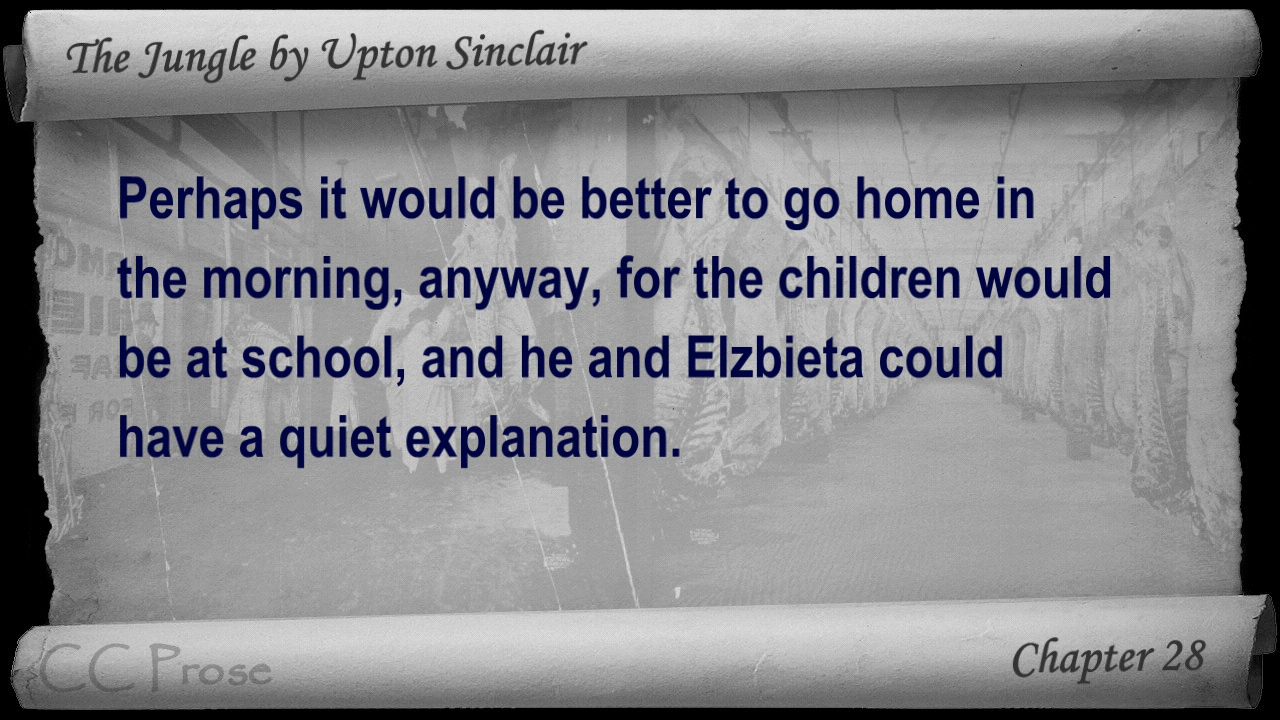 The Jungle by Upton Sinclair
Perhaps it would be better to go home in
the morning, anyway, for the children would
be at school, and he and Elzbieta could
have a quiet explanation.
CC Prose
Chapter 28